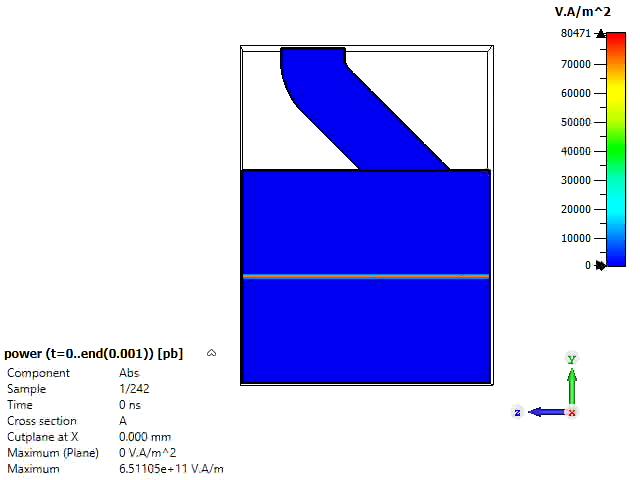 V.A/m^2
80471
70000
60000
50000
40000
30000
20000
10000
0
power (t=0..end(0.001)) [pb]
Component Abs
Sample 1/242
Time 0 ns
Cross section A
Cutplane at X 0.000 mm
Maximum (Plane) 0 V.A/m^2
Maximum 6.51105e+11 V.A/m
y
z x